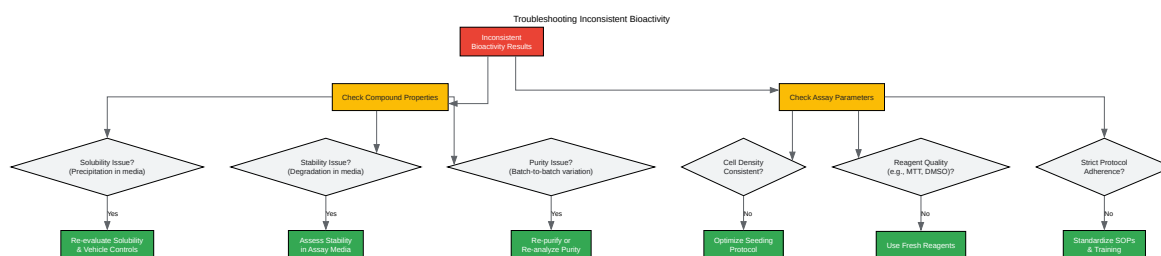 Troubleshooting Inconsistent Bioactivity
Inconsistent
Bioactivity Results
Check Compound Properties
Check Assay Parameters
Solubility Issue?
(Precipitation in media)
Stability Issue?
(Degradation in media)
Purity Issue?
(Batch-to-batch variation)
Cell Density
Consistent?
Reagent Quality
(e.g., MTT, DMSO)?
Strict Protocol
Adherence?
Yes
Yes
Yes
No
No
No
Re-evaluate Solubility
& Vehicle Controls
Assess Stability
in Assay Media
Re-purify or
Re-analyze Purity
Optimize Seeding
Protocol
Use Fresh Reagents
Standardize SOPs
& Training